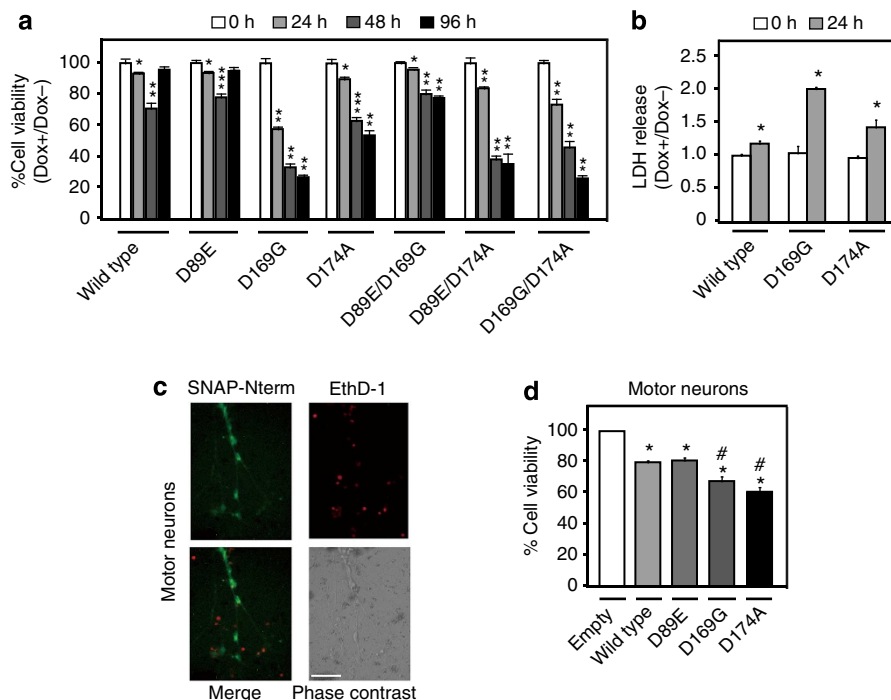 a
0 h 24 h 48 h 96 h
%Cell viability
(Dox+/Dox–)
100
80
60
40
20
0
* ** * *** ** ** ** * *** ** * ** ** ** ** ** ** ** **
Wild type
D89E
D169G
D174A
D89E/D169G
D89E/D174A
D169G/D174A
b
0 h 24 h
LDH release
(Dox+/Dox–)
2.5
2.0
1.5
1.0
0.5
0
* * *
Wild type
D169G
D174A
c
SNAP-Nterm EthD-1
Motor neurons
Merge Phase contrast
d
Motor neurons
% Cell viability
100
80
60
40
20
0
* * # * # *
Empty
Wild type
D89E
D169G
D174A